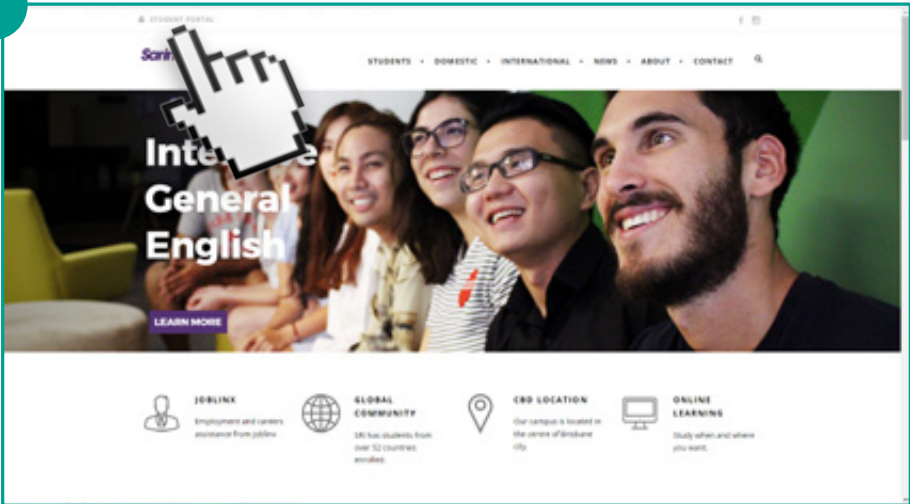 STUDENT PORTAL
STUDENTS • DOMESTIC • INTERNATIONAL • NEWS • ABOUT • CONTACT
General
English
LEARN MORE
JOBLINX
Employment and careers
assistance from joblinx
GLOBAL
COMMUNITY
SRI has students from
over 52 countries
enrolled.
CBD LOCATION
Our campus is located in
the centre of Brisbane
city.
ONLINE
LEARNING
Study when and where
you want.